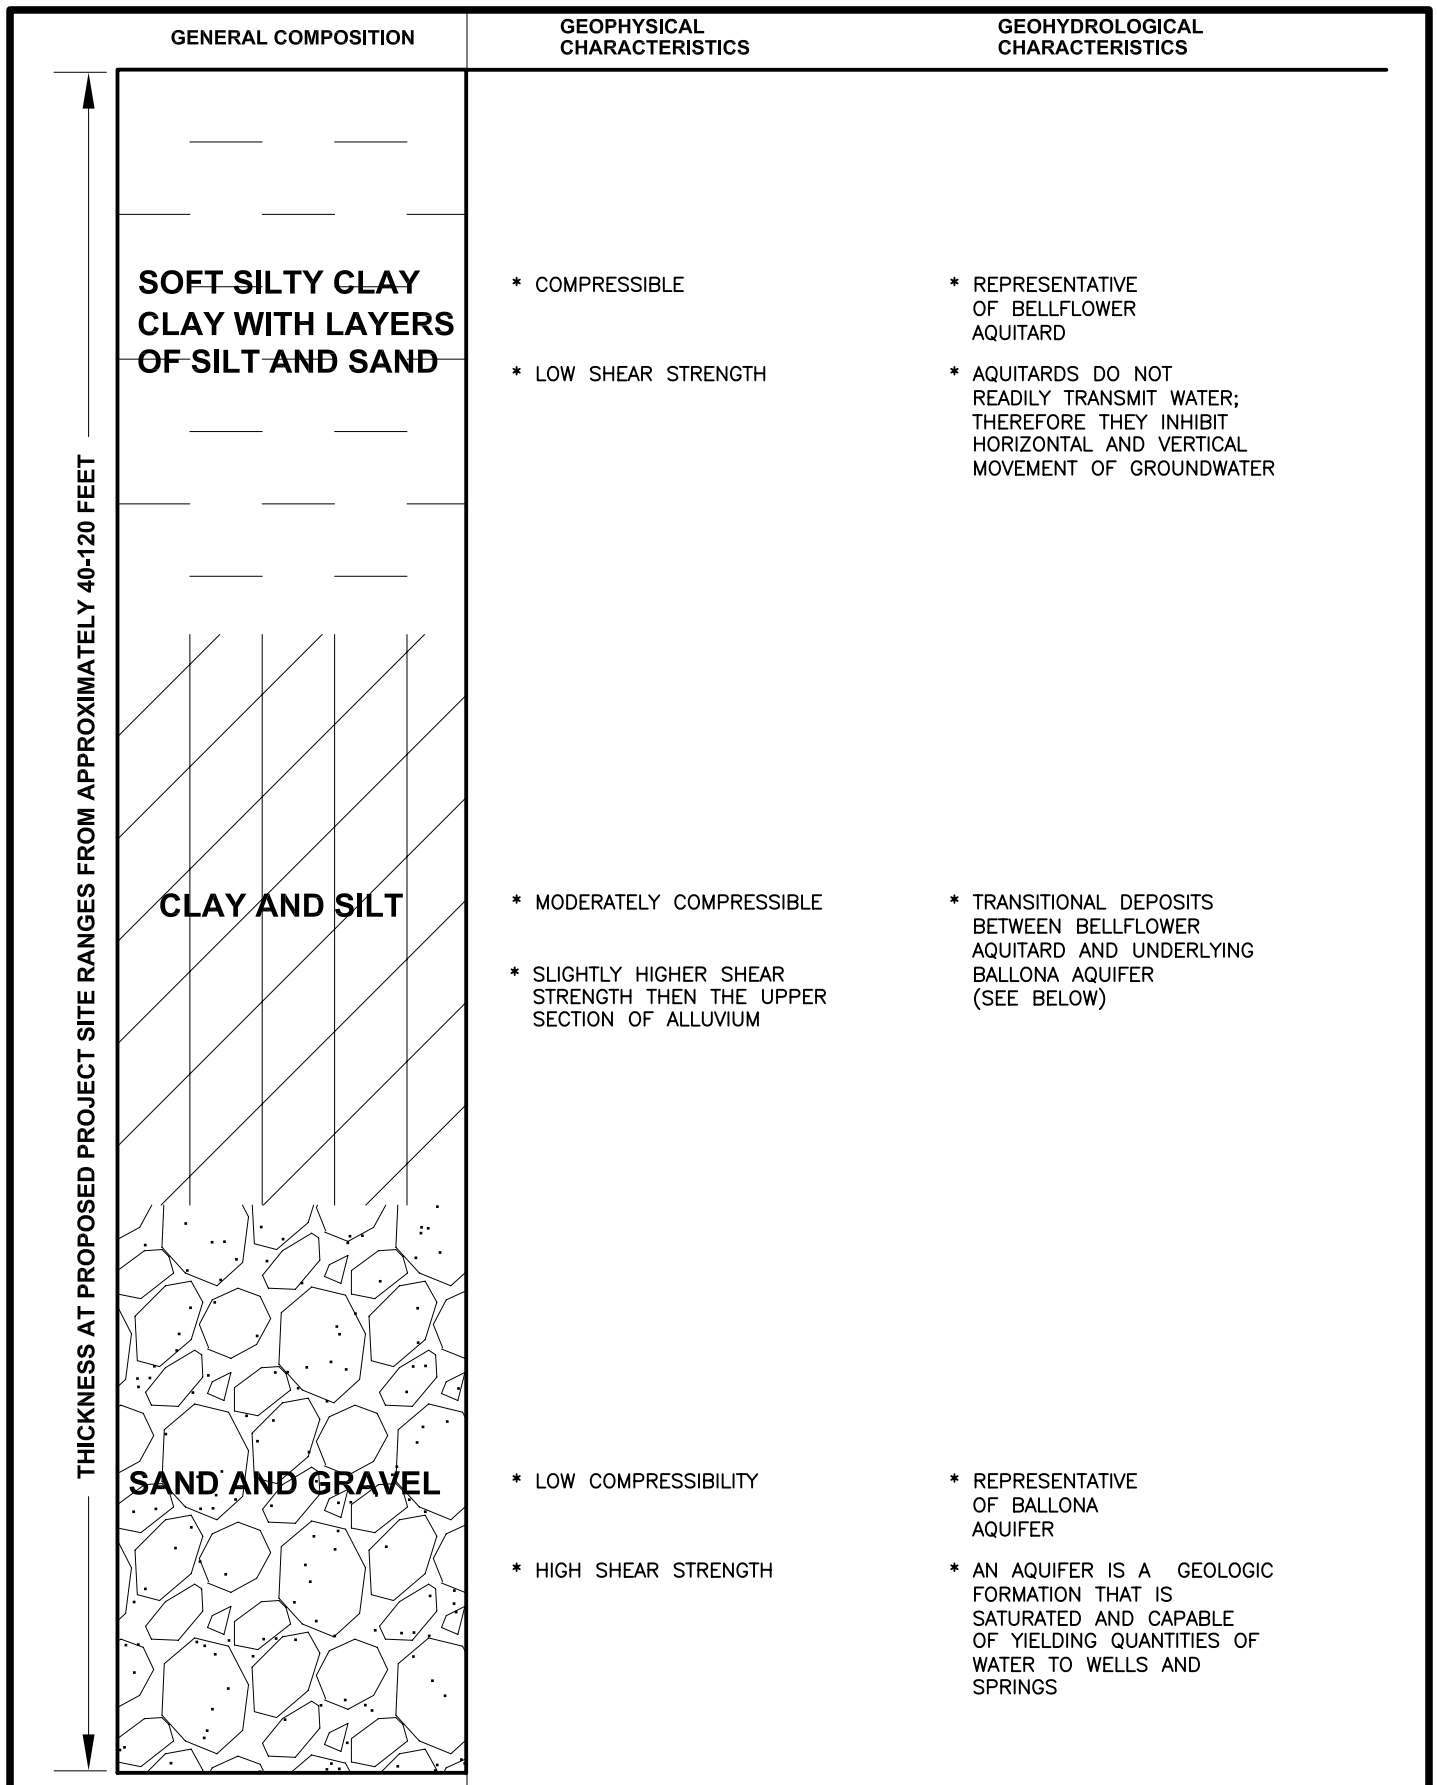 GENERAL COMPOSITION
GEOPHYSICAL
CHARACTERISTICS
GEOHYDROLOGICAL
CHARACTERISTICS
THICKNESS AT PROPOSED PROJECT SITE RANGES FROM APPROXIMATELY 40-120 FEET
SOFT SILTY CLAY
CLAY WITH LAYERS
OF SILT AND SAND
* COMPRESSIBLE
* LOW SHEAR STRENGTH
* REPRESENTATIVE
OF BELLFLOWER
AQUITARD
* AQUITARDS DO NOT
READILY TRANSMIT WATER;
THEREFORE THEY INHIBIT
HORIZONTAL AND VERTICAL
MOVEMENT OF GROUNDWATER
CLAY AND SILT
* MODERATELY COMPRESSIBLE
* SLIGHTLY HIGHER SHEAR
STRENGTH THEN THE UPPER
SECTION OF ALLUVIUM
* TRANSITIONAL DEPOSITS
BETWEEN BELLFLOWER
AQUITARD AND UNDERLYING
BALLONA AQUIFER
(SEE BELOW)
SAND AND GRAVEL
* LOW COMPRESSIBILITY
* HIGH SHEAR STRENGTH
* REPRESENTATIVE
OF BALLONA
AQUIFER
* AN AQUIFER IS A GEOLOGIC
FORMATION THAT IS
SATURATED AND CAPABLE
OF YIELDING QUANTITIES OF
WATER TO WELLS AND
SPRINGS